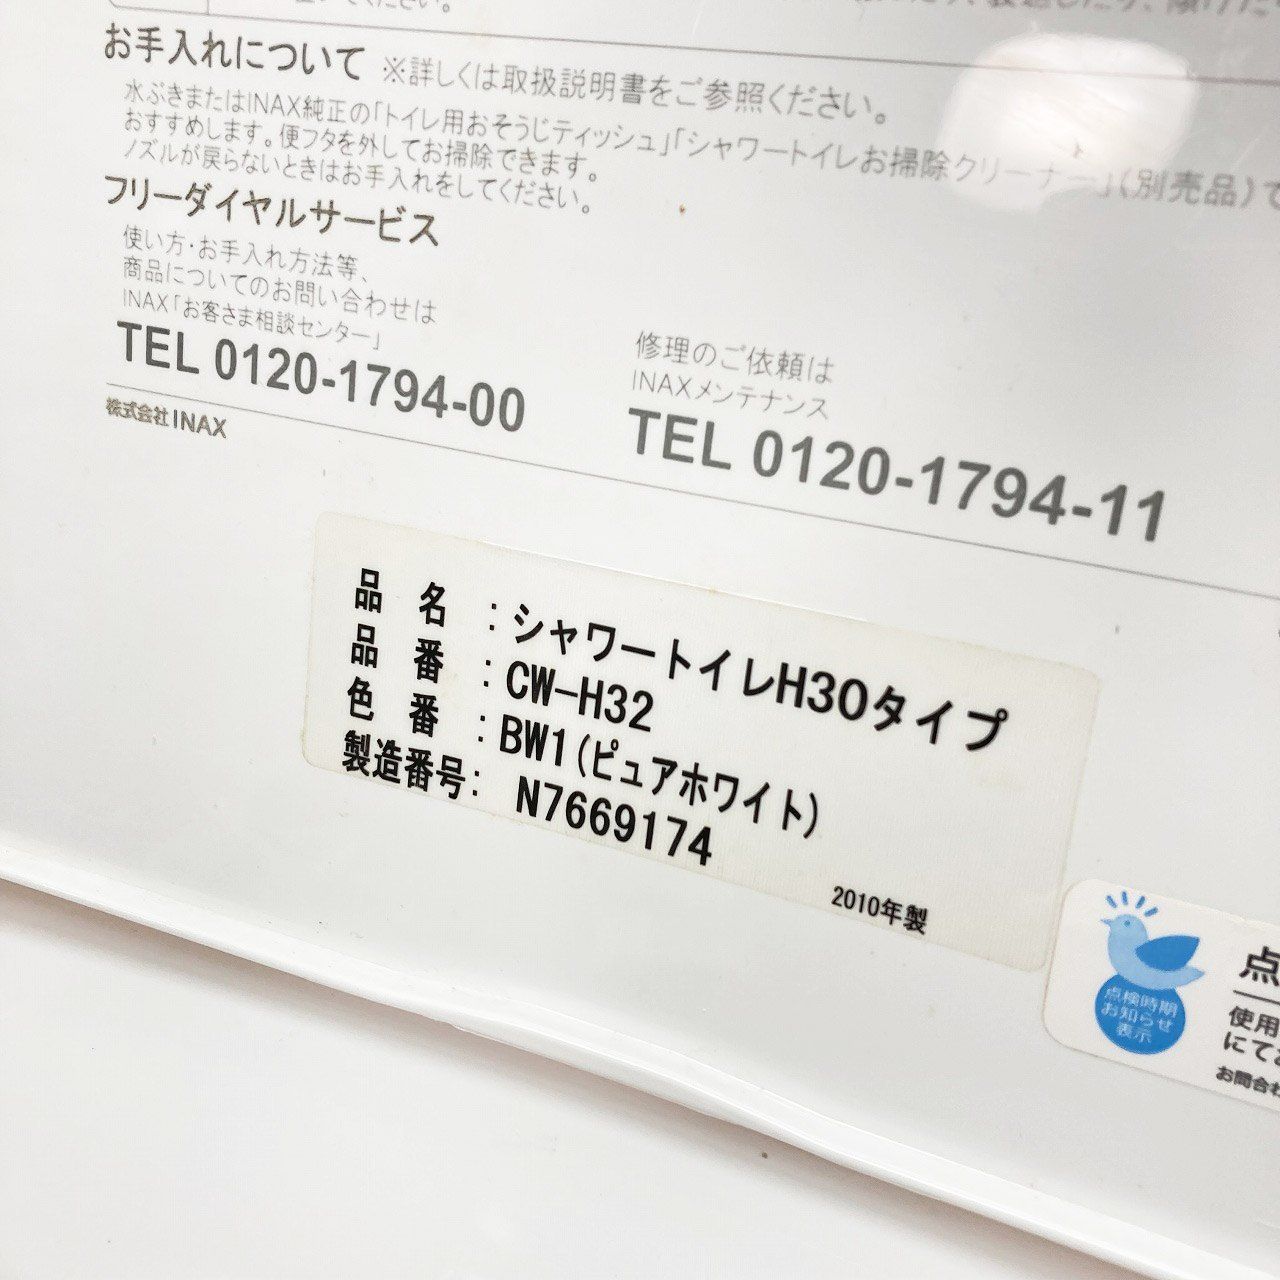 お手入れについて ※詳しくは取扱説明書をご参照ください。
水ぶきまたはINAX純正の「トイレ用おそうじティッシュ」「シャワートイレお掃除クリーナー」(別売品)で
おすすめします。便フタを外してお掃除できます。
ノズルが戻らないときはお手入れをしてください。
フリーダイヤルサービス
使い方・お手入れ方法等、
商品についてのお問い合わせは
INAX「お客さま相談センター」
TEL 0120-1794-00
修理のご依頼は
INAXメンテナンス
TEL 0120-1794-11
株式会社INAX
品 名 :シャワートイレH30タイプ
品 番 :CW-H32
色 番 :BW1(ピュアホワイト)
製造番号: N7669174
2010年製
点検時期
お知らせ
表示
点
使用
にてお
お問合わ